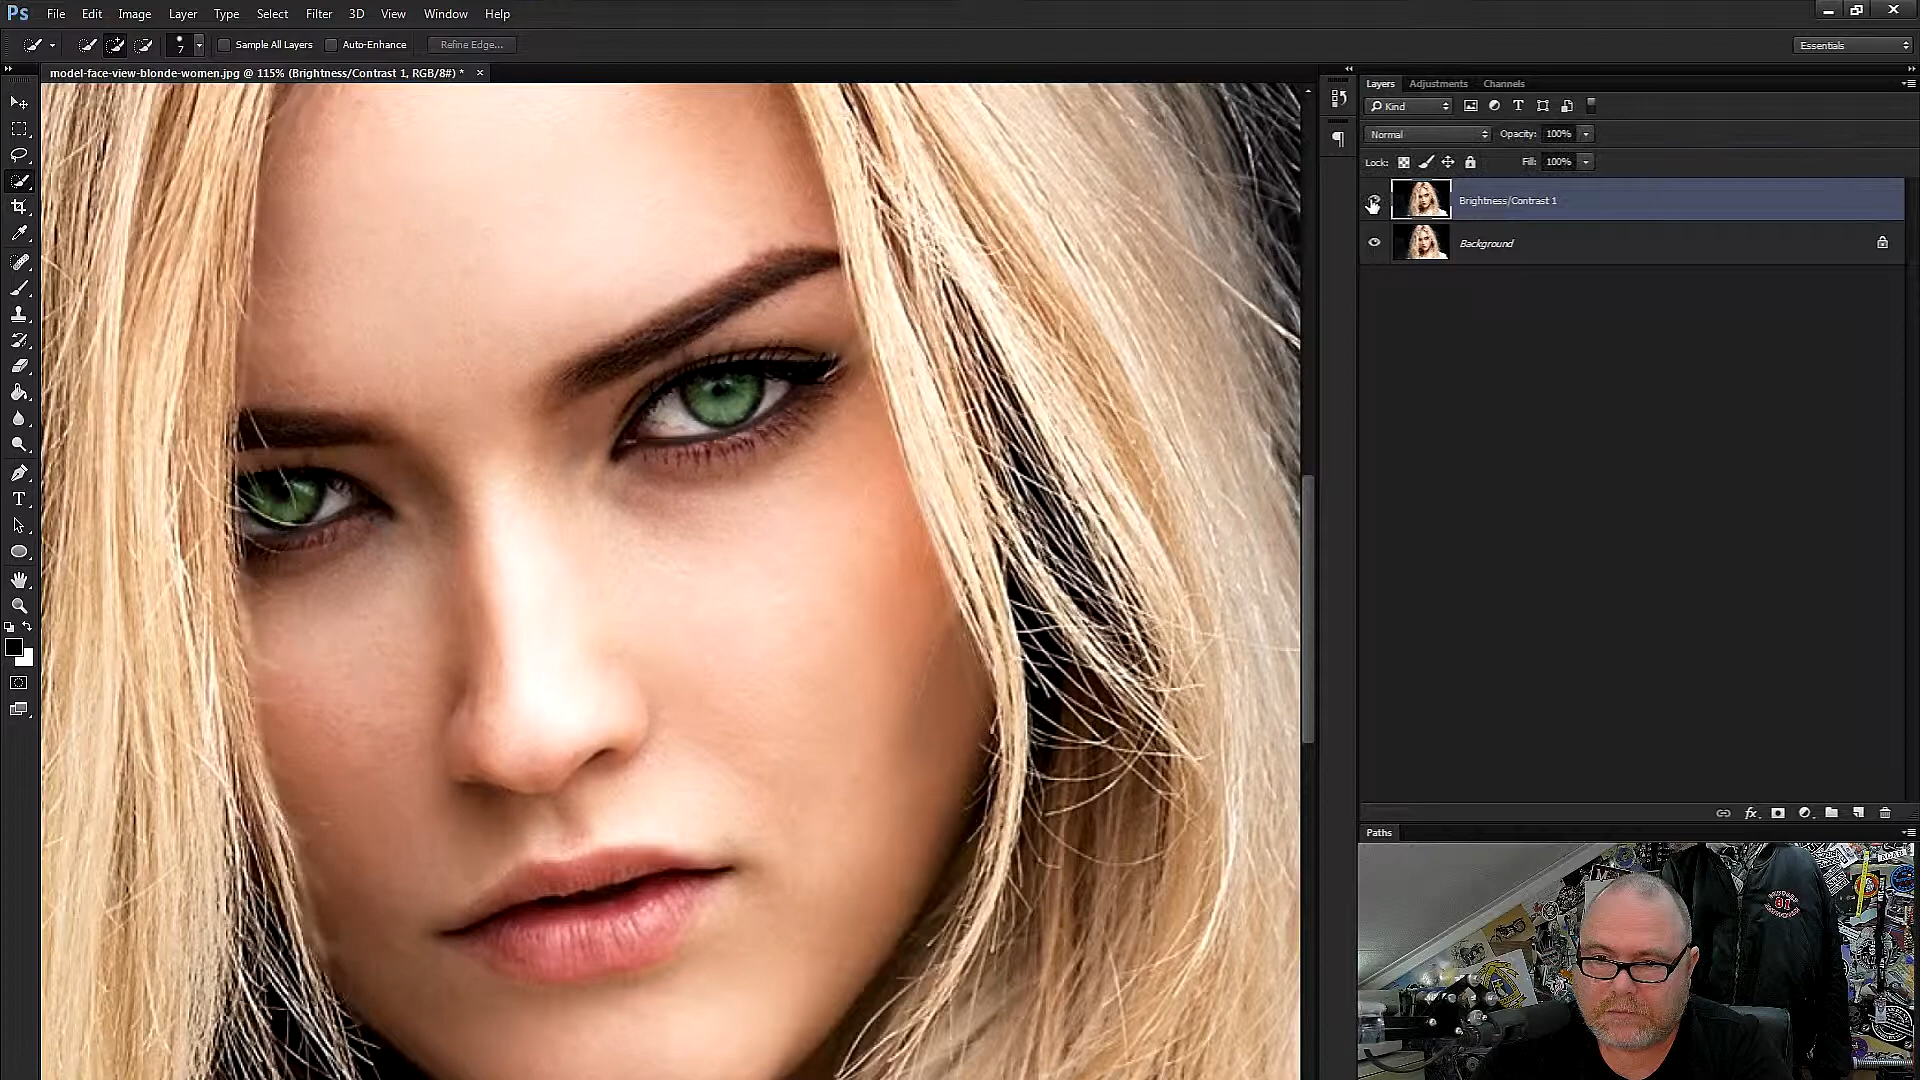 Ps File Edit Image Layer Type Select Filter 3D View Window Help
7 Sample All Layers Auto-Enhance Refine Edge... Essentials
model-face-view-blonde-women.jpg @ 115% (Brightness/Contrast 1, RGB/8#) *
Layers Adjustments Channels
Kind
Normal Opacity: 100%
Lock: Fill: 100%
Brightness/Contrast 1
Background
Paths
81